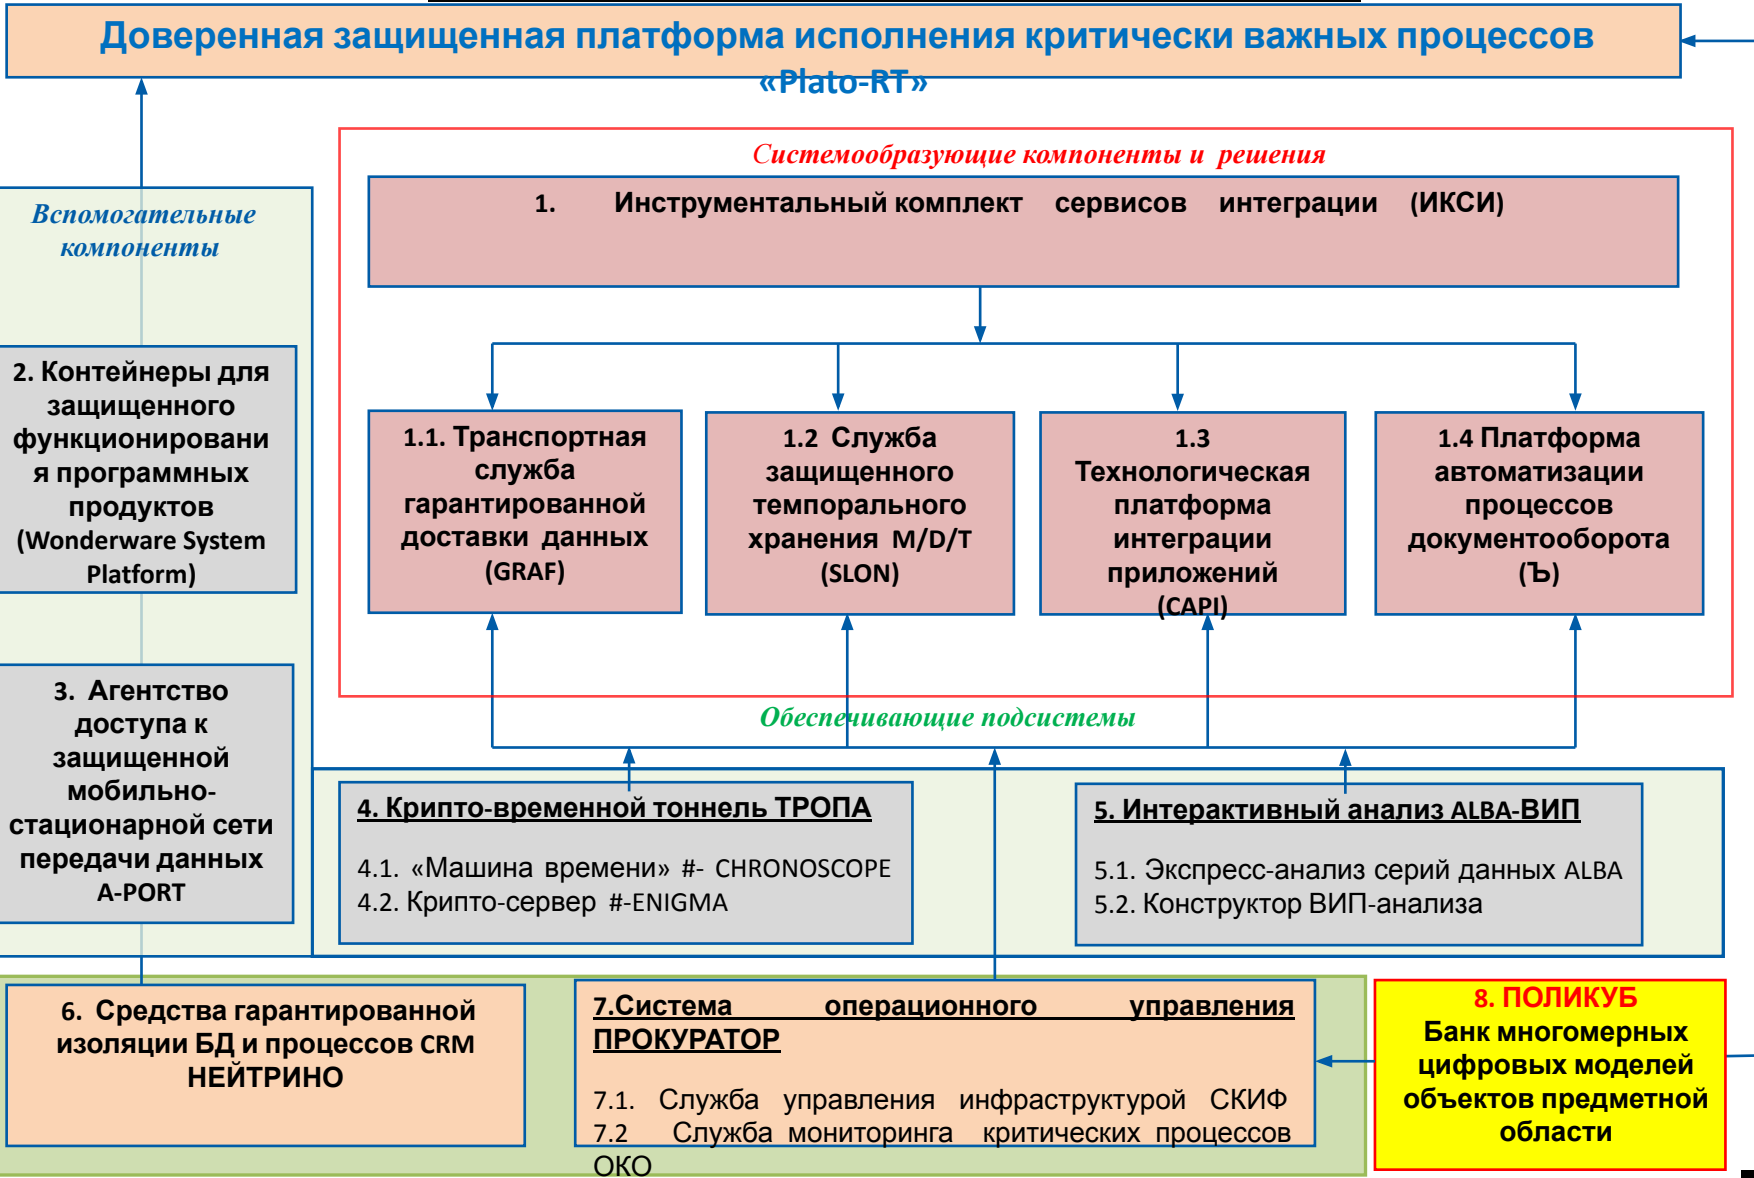 Доверенная защищенная платформа исполнения критически важных процессов
«Plato-RT»
Системообразующие компоненты и решения
1. Инструментальный комплект сервисов интеграции (ИКСИ)
Вспомогательные
компоненты
2. Контейнеры для
защищенного
функционировани
я программных
продуктов
(Wonderware System
Platform)
1.1. Транспортная
служба
гарантированной
доставки данных
(GRAF)
1.2 Служба
защищенного
темпорального
хранения M/D/T
(SLON)
1.3
Технологическая
платформа
интеграции
приложений
(CAPI)
1.4 Платформа
автоматизации
процессов
документооборота
(Ъ)
3. Агентство
доступа к
защищенной
мобильно-
стационарной сети
передачи данных
A-PORT
Обеспечивающие подсистемы
4. Крипто-временной тоннель ТРОПА
4.1. «Машина времени» #- CHRONOSCOPE
4.2. Крипто-сервер #-ENIGMA
5. Интерактивный анализ ALBA-ВИП
5.1. Экспресс-анализ серий данных ALBA
5.2. Конструктор ВИП-анализа
6. Средства гарантированной
изоляции БД и процессов CRM
НЕЙТРИНО
7.Система операционного управления
ПРОКУРАТОР
7.1. Служба управления инфраструктурой СКИФ
7.2 Служба мониторинга критических процессов
ОКО
8. ПОЛИКУБ
Банк многомерных
цифровых моделей
объектов предметной
области